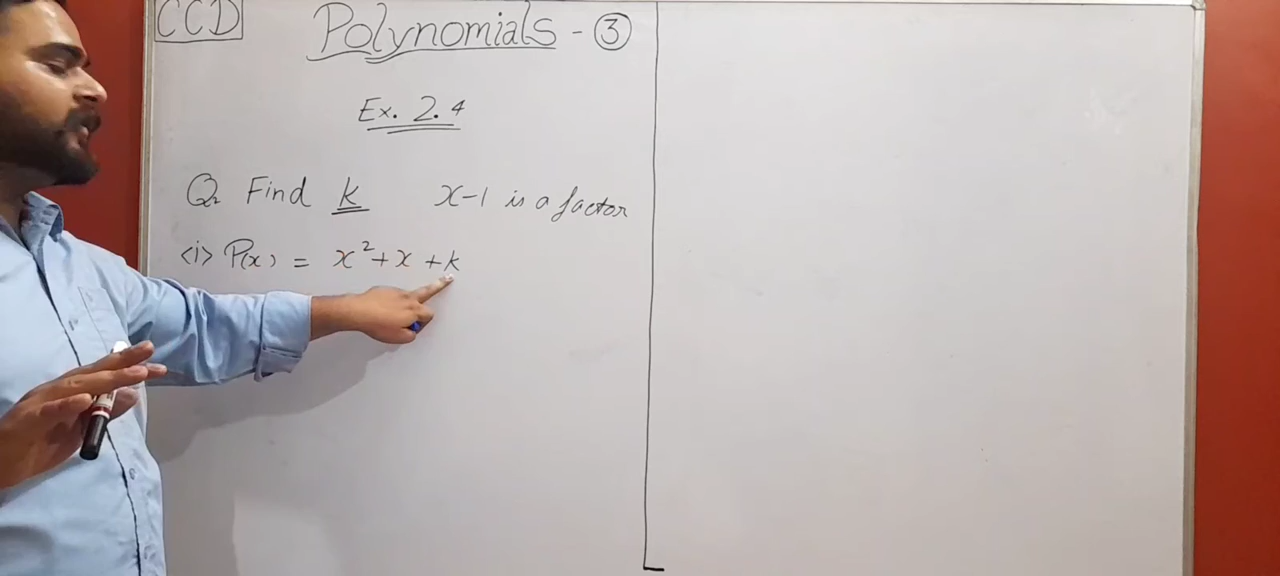 CCD
Polynomials - ③
Ex. 2.4
Q. Find k x-1 is a factor
<i> P(x) = x²+x+k